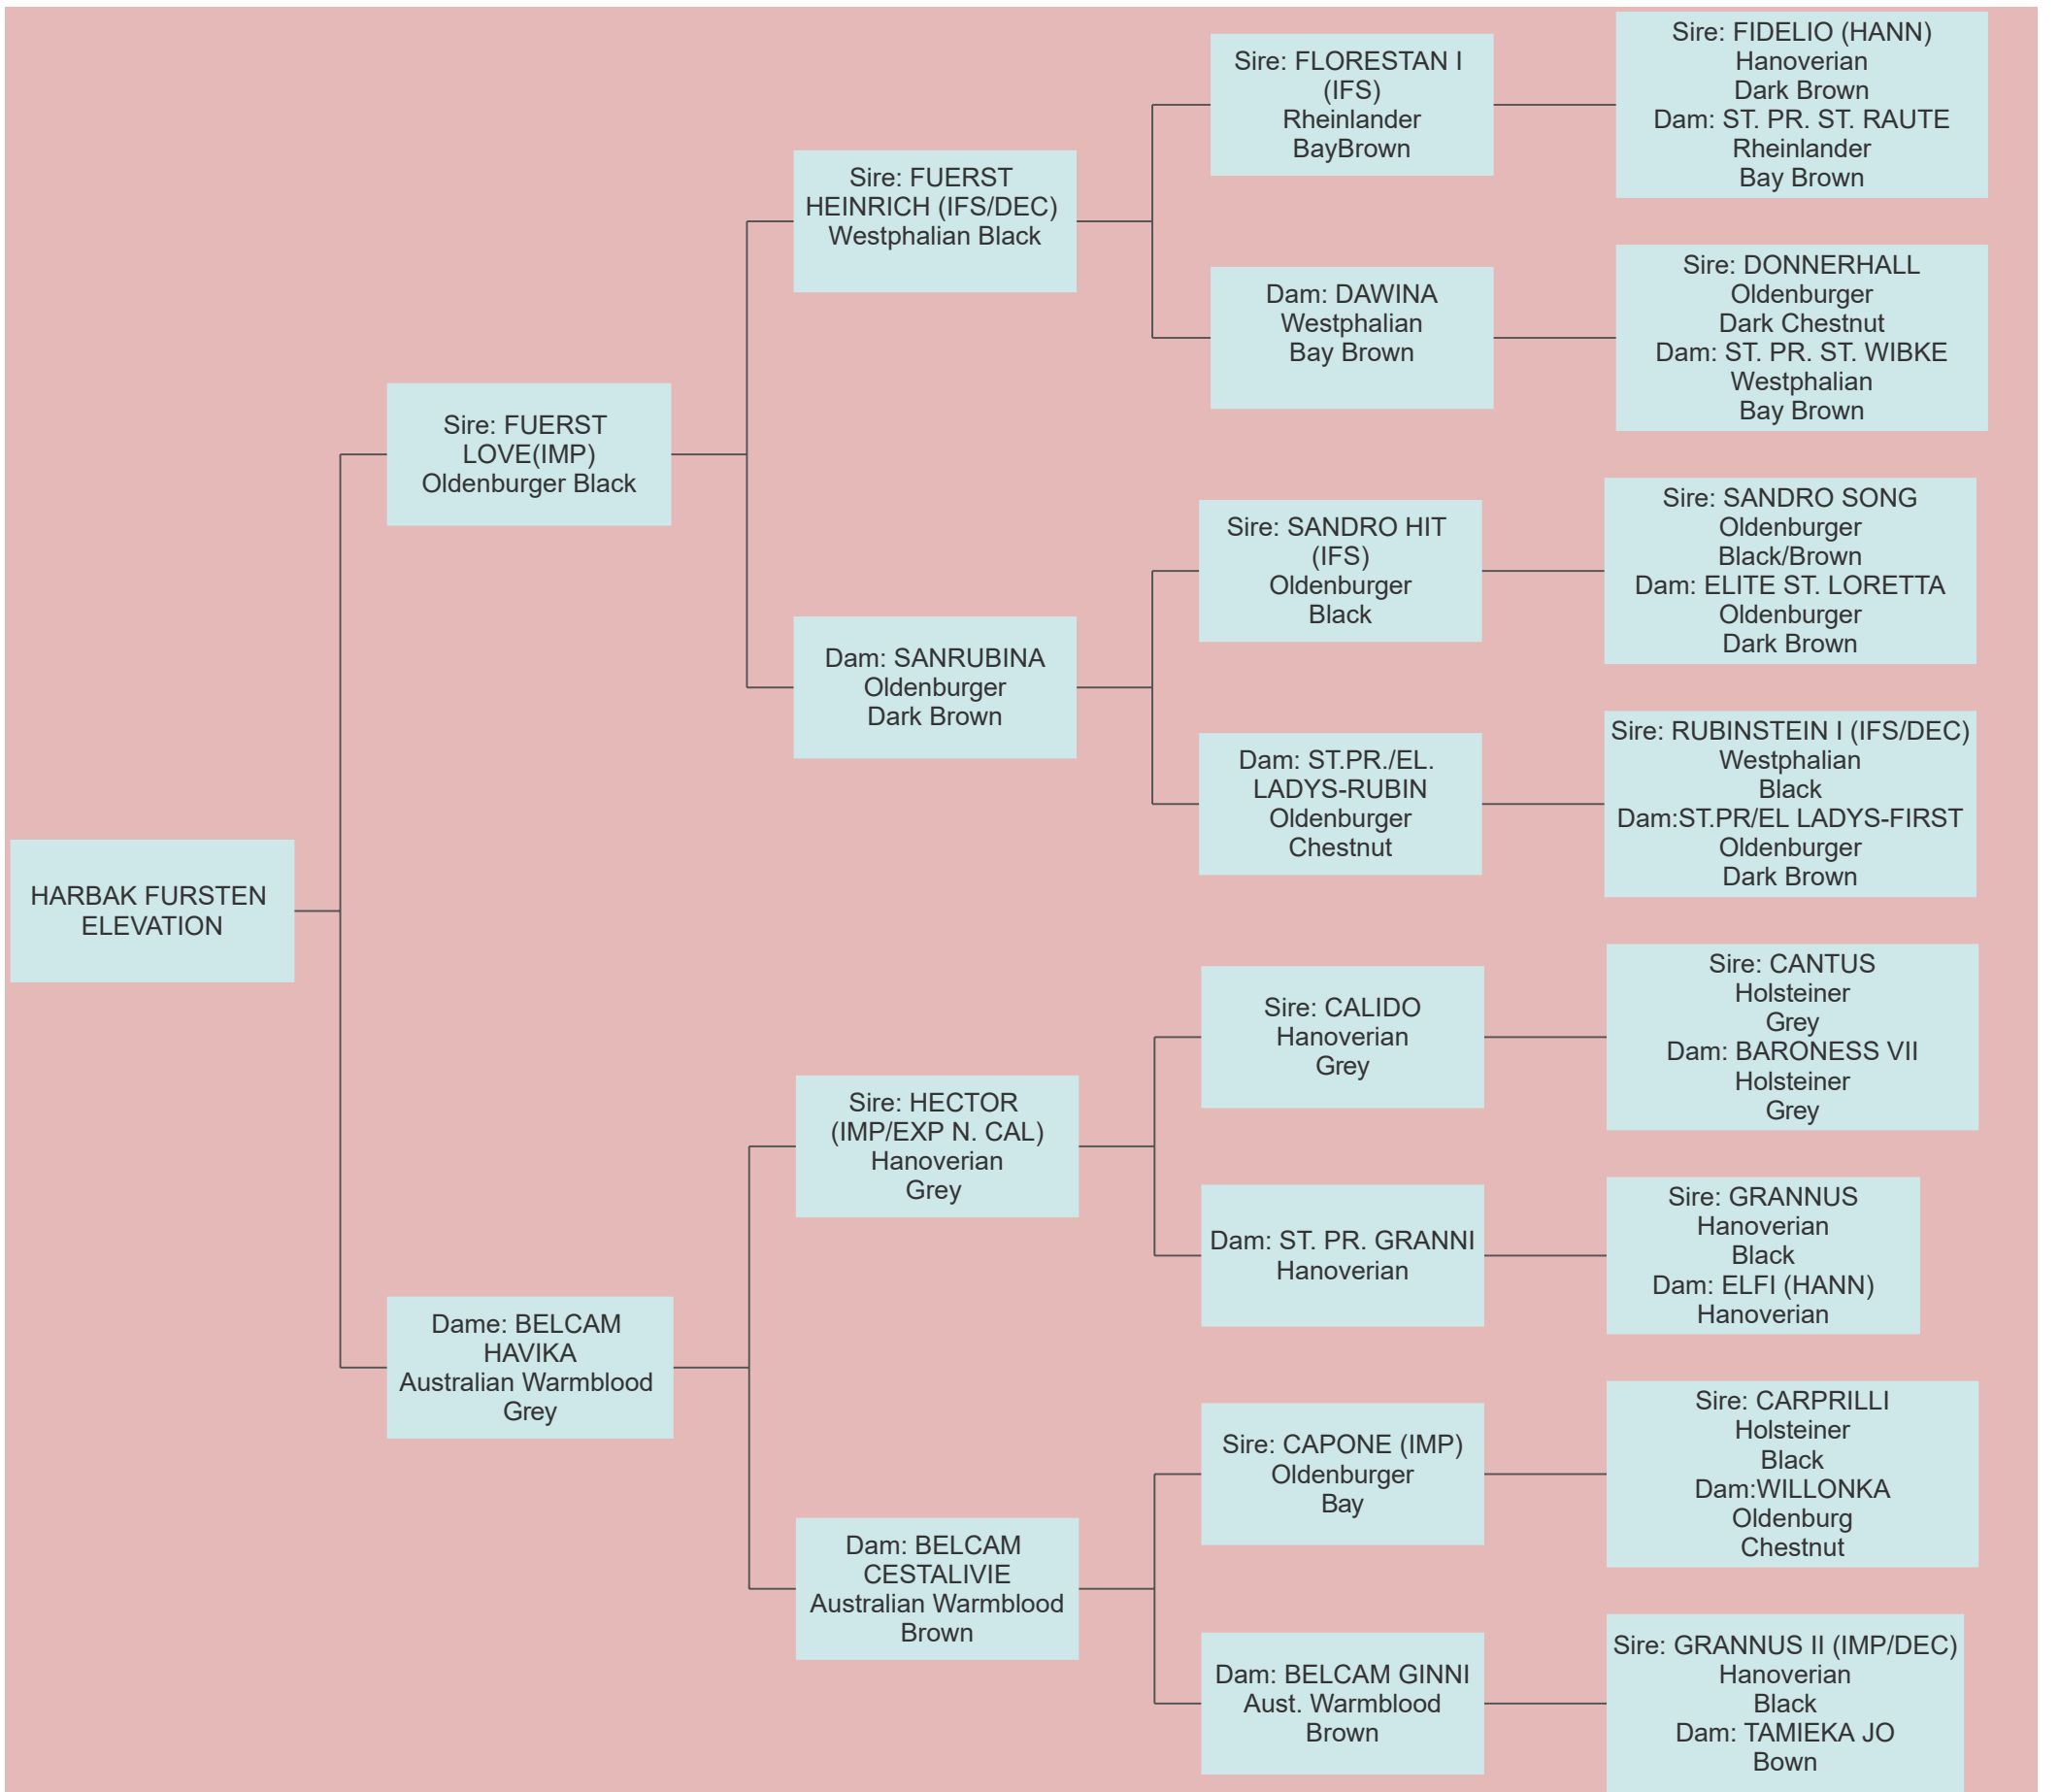 HARBAK FURSTEN
ELEVATION
Sire: FUERST
LOVE(IMP)
Oldenburger Black
Dame: BELCAM
HAVIKA
Australian Warmblood
Grey
Sire: FUERST
HEINRICH (IFS/DEC)
Westphalian Black
Dam: SANRUBINA
Oldenburger
Dark Brown
Sire: HECTOR
(IMP/EXP N. CAL)
Hanoverian
Grey
Dam: BELCAM
CESTALIVIE
Australian Warmblood
Brown
Sire: FLORESTAN I
(IFS)
Rheinlander
BayBrown
Dam: DAWINA
Westphalian
Bay Brown
Sire: SANDRO HIT
(IFS)
Oldenburger
Black
Dam: ST.PR./EL.
LADYS-RUBIN
Oldenburger
Chestnut
Sire: CALIDO
Hanoverian
Grey
Dam: ST. PR. GRANNI
Hanoverian
Sire: CAPONE (IMP)
Oldenburger
Bay
Dam: BELCAM GINNI
Aust. Warmblood
Brown
Sire: FIDELIO (HANN)
Hanoverian
Dark Brown
Dam: ST. PR. ST. RAUTE
Rheinlander
Bay Brown
Sire: DONNERHALL
Oldenburger
Dark Chestnut
Dam: ST. PR. ST. WIBKE
Westphalian
Bay Brown
Sire: SANDRO SONG
Oldenburger
Black/Brown
Dam: ELITE ST. LORETTA
Oldenburger
Dark Brown
Sire: RUBINSTEIN I (IFS/DEC)
Westphalian
Black
Dam:ST.PR/EL LADYS-FIRST
Oldenburger
Dark Brown
Sire: CANTUS
Holsteiner
Grey
Dam: BARONESS VII
Holsteiner
Grey
Sire: GRANNUS
Hanoverian
Black
Dam: ELFI (HANN)
Hanoverian
Sire: CARPRILLI
Holsteiner
Black
Dam:WILLONKA
Oldenburg
Chestnut
Sire: GRANNUS II (IMP/DEC)
Hanoverian
Black
Dam: TAMIEKA JO
Bown